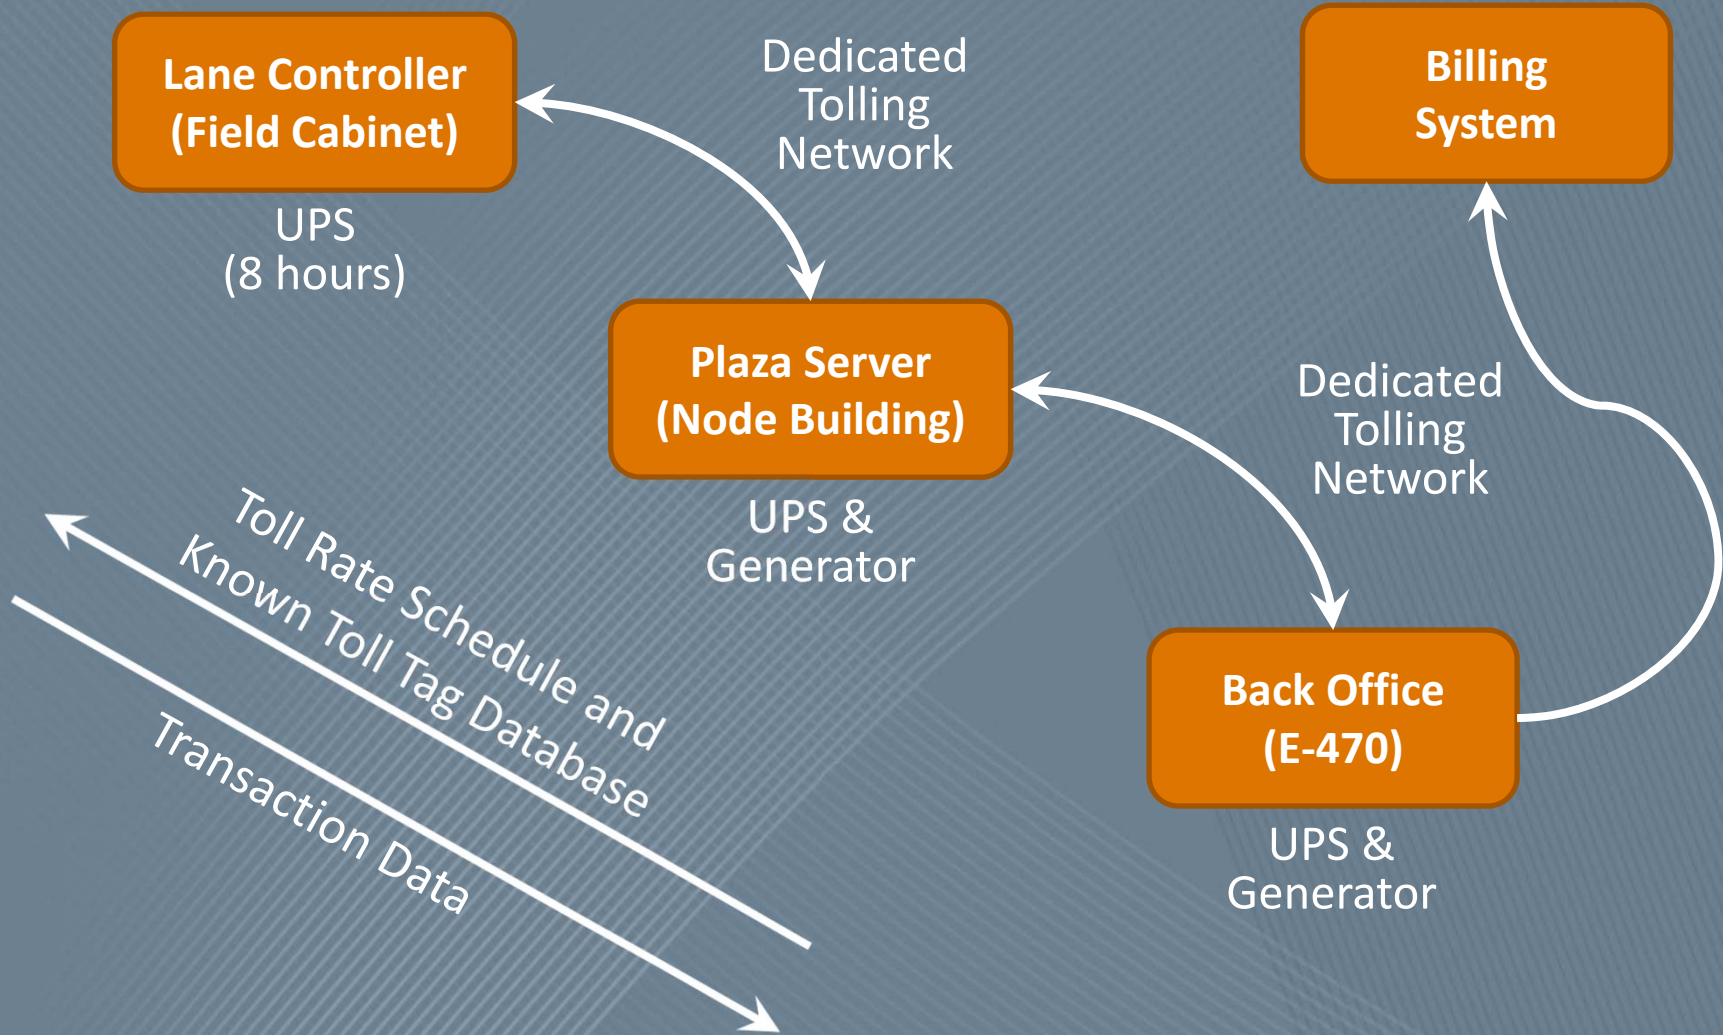 Lane Controller
(Field Cabinet)
UPS
(8 hours)
Dedicated
Tolling
Network
Billing
System
Plaza Server
(Node Building)
UPS &
Generator
Dedicated
Tolling
Network
Toll Rate Schedule and
Known Toll Tag Database
Transaction Data
Back Office
(E-470)
UPS &
Generator